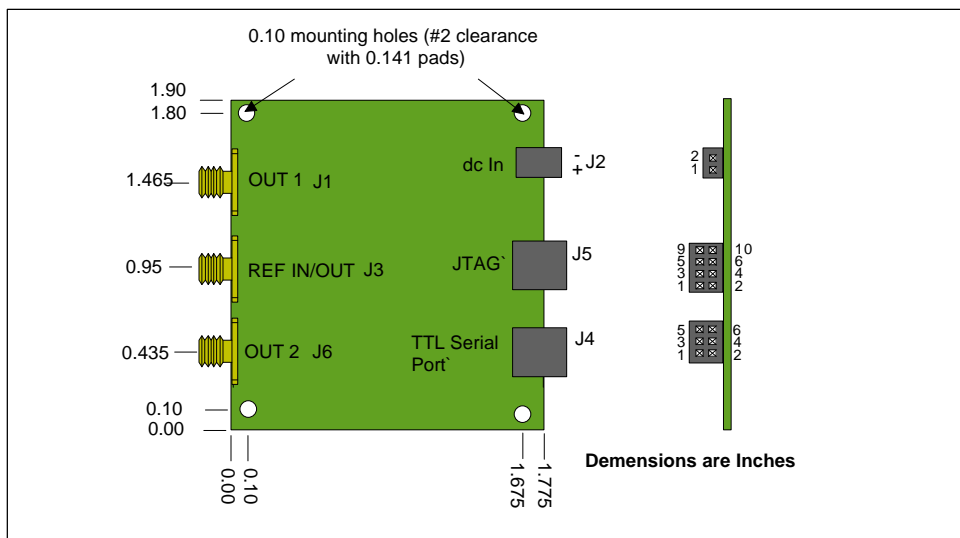 0.10 mounting holes (#2 clearance
with 0.141 pads)
1.90
1.80
1.465
0.95
0.435
0.10
0.00
OUT 1 J1
REF IN/OUT J3
OUT 2 J6
dc In
-
+
J2
JTAG`
J5
TTL Serial
Port`
J4
0.00
0.10
1.675
1.775
2
1
9 10
5 6
3 4
1 2
5 6
3 4
1 2
Demensions are Inches